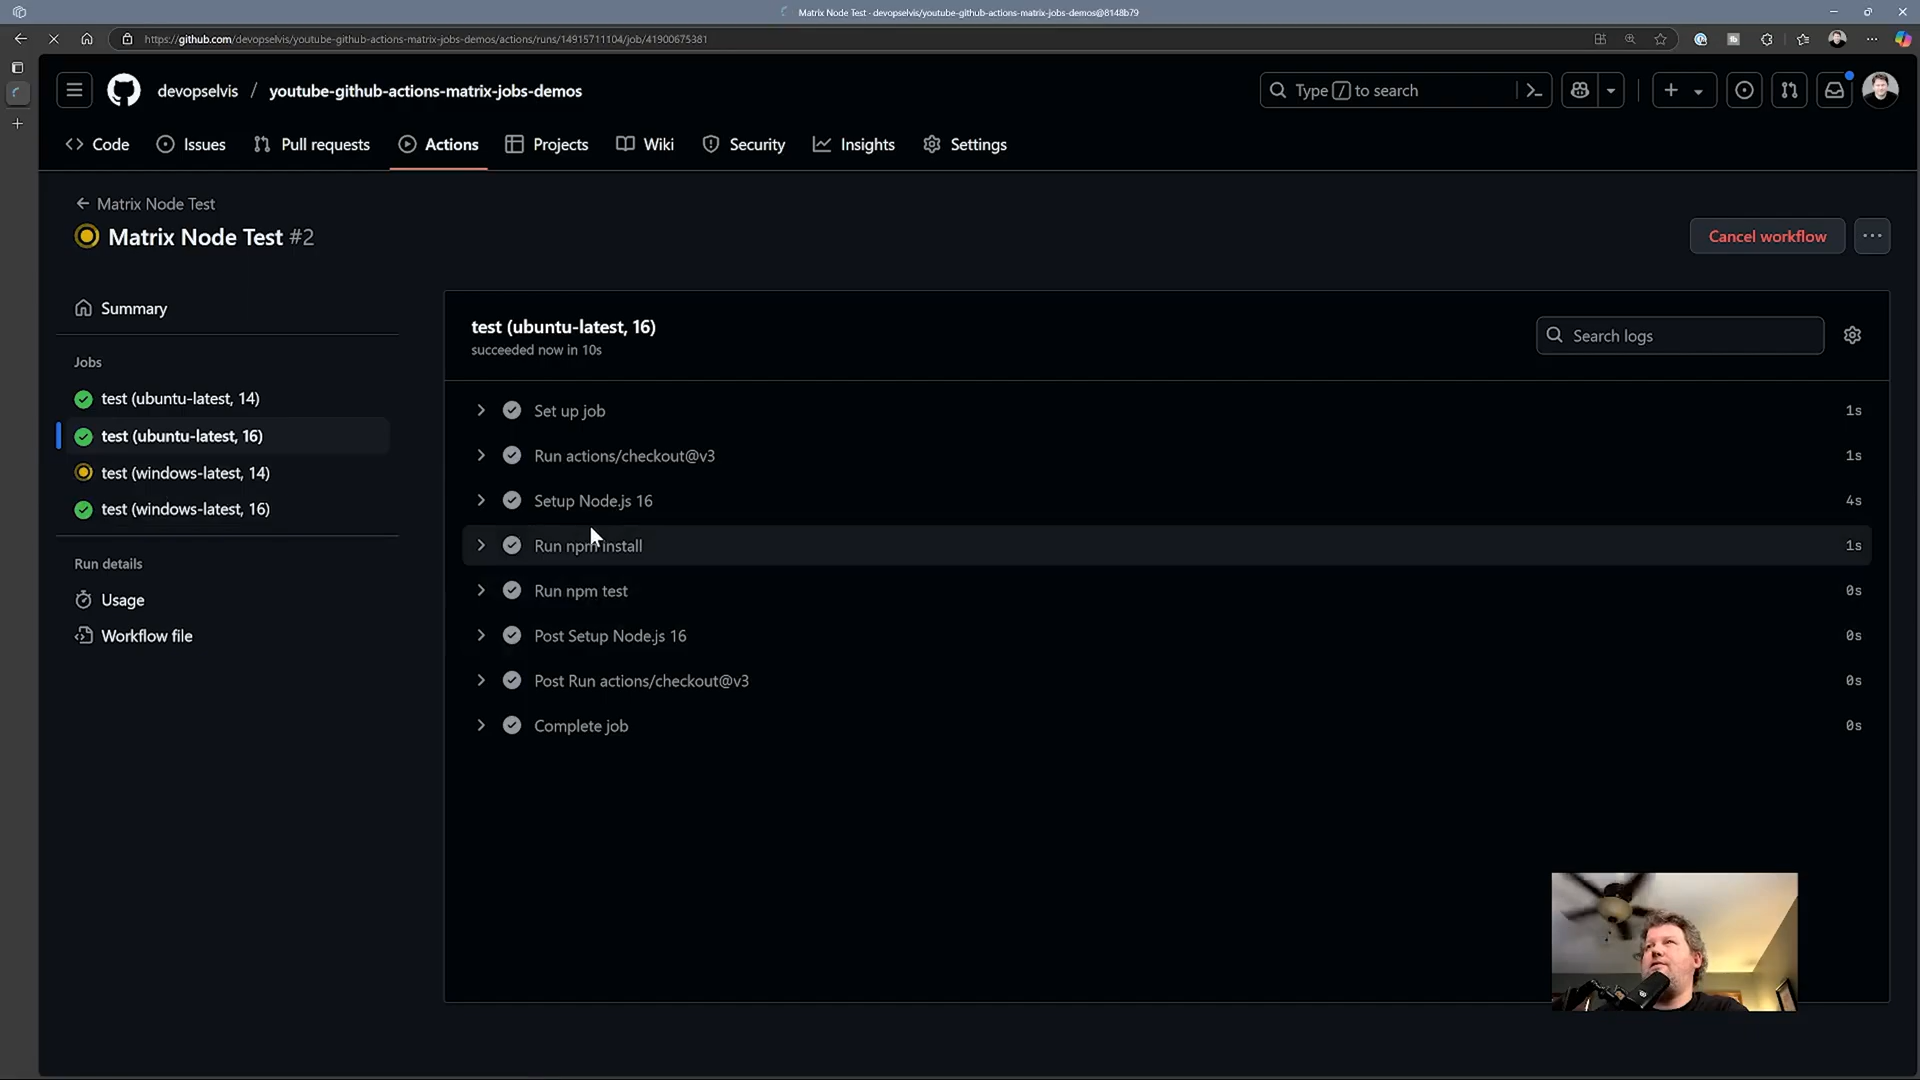 Matrix Node Test · devopselvis/youtube-github-actions-matrix-jobs-demos@8148b79
https://github.com/devopselvis/youtube-github-actions-matrix-jobs-demos/actions/runs/14915711104/job/41900675381
devopselvis / youtube-github-actions-matrix-jobs-demos
Type / to search
Code
Issues
Pull requests
Actions
Projects
Wiki
Security
Insights
Settings
Matrix Node Test
Matrix Node Test #2
Cancel workflow
Summary
Jobs
test (ubuntu-latest, 14)
test (ubuntu-latest, 16)
test (windows-latest, 14)
test (windows-latest, 16)
Run details
Usage
Workflow file
test (ubuntu-latest, 16)
succeeded now in 10s
Search logs
Set up job 1s
Run actions/checkout@v3 1s
Setup Node.js 16 4s
Run npm install 1s
Run npm test 0s
Post Setup Node.js 16 0s
Post Run actions/checkout@v3 0s
Complete job 0s